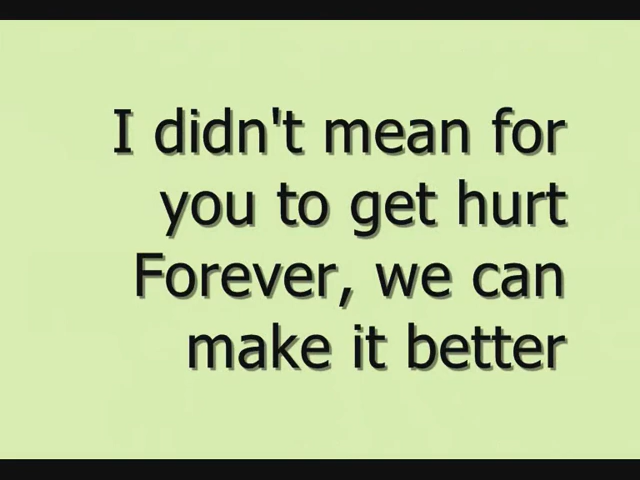 I didn't mean for
you to get hurt
Forever, we can
make it better